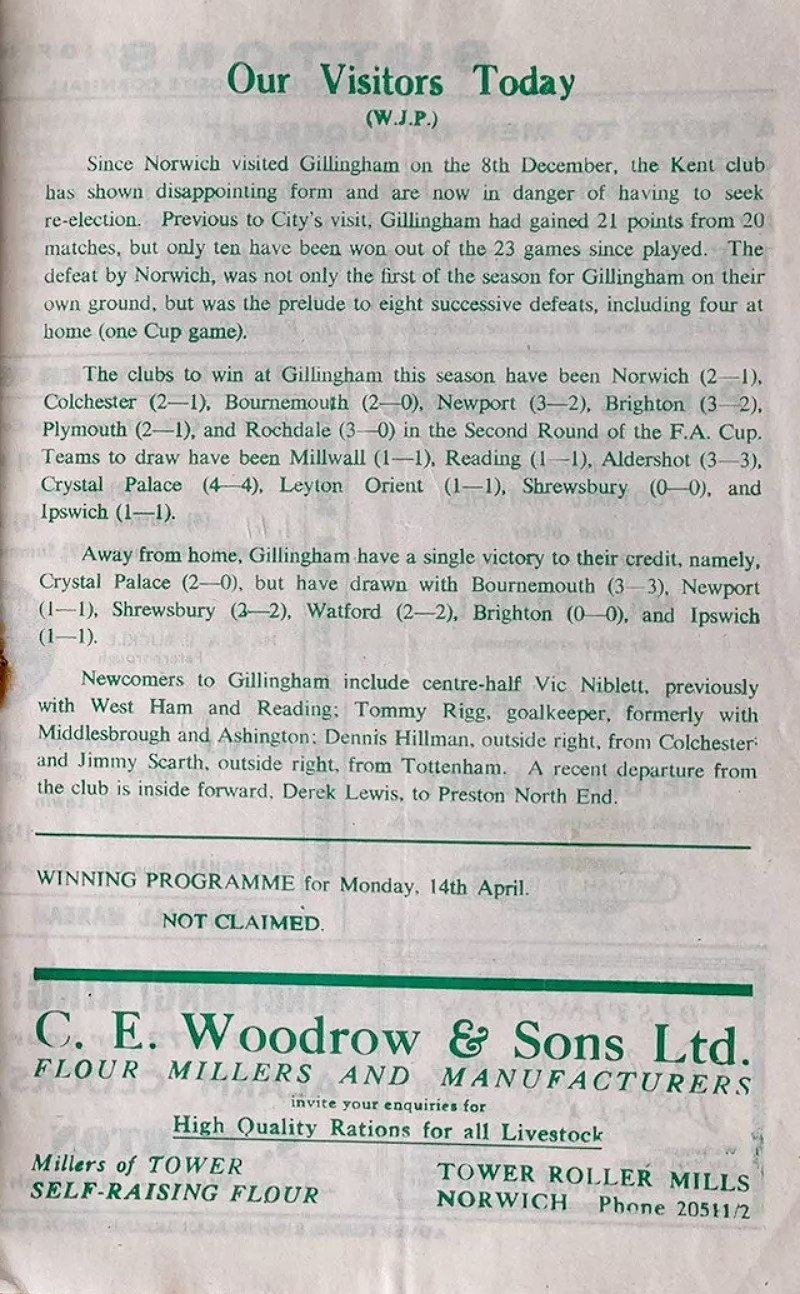 Our Visitors Today
(W.J.P.)
Since Norwich visited Gillingham on the 8th December, the Kent club
has shown disappointing form and are now in danger of having to seek
re-election. Previous to City's visit, Gillingham had gained 21 points from 20
matches, but only ten have been won out of the 23 games since played. The
defeat by Norwich, was not only the first of the season for Gillingham on their
own ground, but was the prelude to eight successive defeats, including four at
home (one Cup game).
The clubs to win at Gillingham this season have been Norwich (2—1),
Colchester (2—1), Bournemouth (2—0), Newport (3—2), Brighton (3—2),
Plymouth (2—1), and Rochdale (3—0) in the Second Round of the F.A. Cup.
Teams to draw have been Millwall (1—1), Reading (1—1), Aldershot (3—3),
Crystal Palace (4—4), Leyton Orient (1—1), Shrewsbury (0—0), and
Ipswich (1—1).
Away from home, Gillingham have a single victory to their credit, namely,
Crystal Palace (2—0), but have drawn with Bournemouth (3—3), Newport
(1—1), Shrewsbury (2—2), Watford (2—2), Brighton (0—0), and Ipswich
(1—1).
Newcomers to Gillingham include centre-half Vic Niblett, previously
with West Ham and Reading; Tommy Rigg, goalkeeper, formerly with
Middlesbrough and Ashington; Dennis Hillman, outside right, from Colchester;
and Jimmy Scarth, outside right, from Tottenham. A recent departure from
the club is inside forward, Derek Lewis, to Preston North End.
WINNING PROGRAMME for Monday, 14th April.
NOT CLAIMED.
C. E. Woodrow & Sons Ltd.
FLOUR MILLERS AND MANUFACTURERS
invite your enquiries for
High Quality Rations for all Livestock
Millers of TOWER
SELF-RAISING FLOUR
TOWER ROLLER MILLS
NORWICH Phone 20511/2